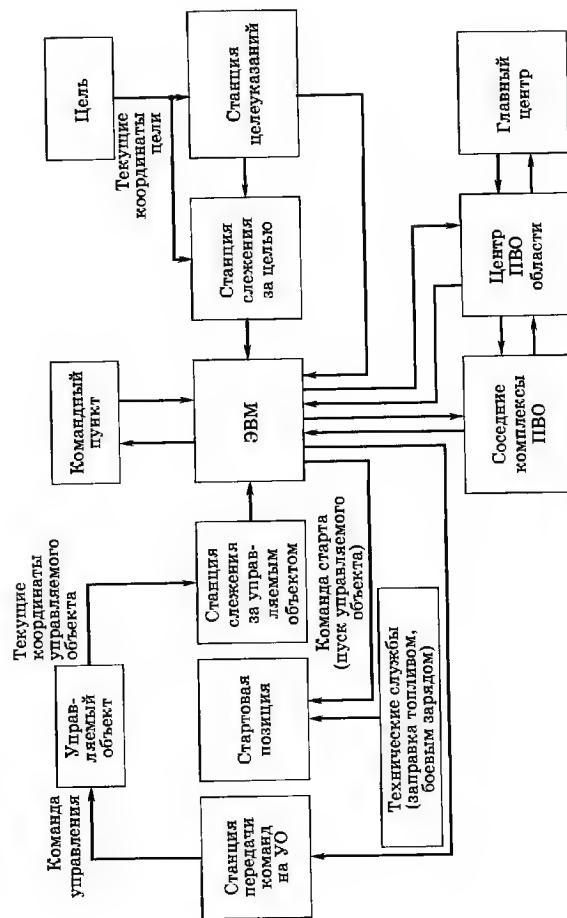 Текущие
координаты
управляемого
объекта
Команда
управления
Управ-
ляемый
объект
Командный
пункт
Цель
Текущие
координаты
цели
Станция
передачи
команд
на УО
Стартовая
позиция
Станция
слежения
за управ-
ляемым
объектом
ЭВМ
Станция
слежения
за целью
Станция
целеуказаний
Команда старта
(пуск управляемого
объекта)
Технические службы
(заправка топливом,
боевым зарядом)
Соседние
комплексы
ПВО
Центр
ПВО
области
Главный
центр